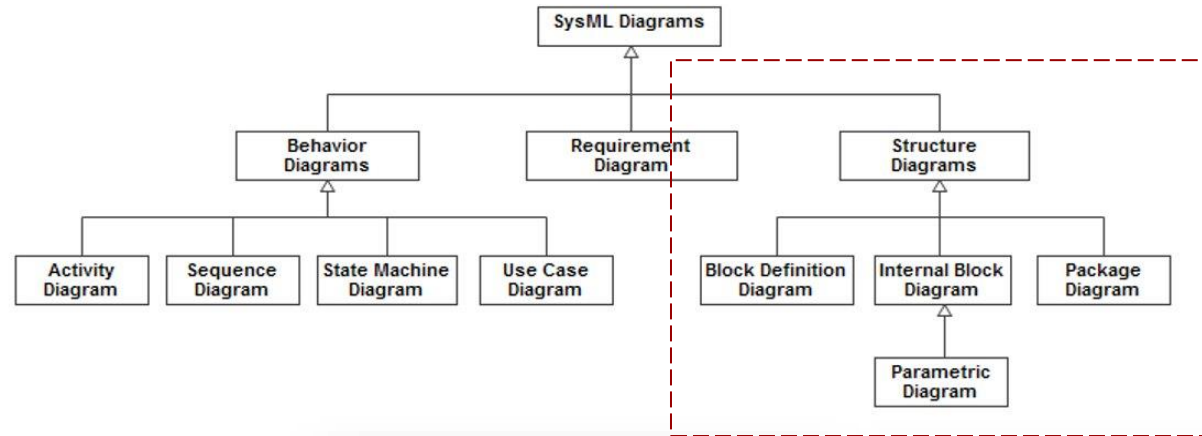 SysML Diagrams
Behavior
Diagrams
Requirement
Diagram
Structure
Diagrams
Activity
Diagram
Sequence
Diagram
State Machine
Diagram
Use Case
Diagram
Block Definition
Diagram
Internal Block
Diagram
Package
Diagram
Parametric
Diagram